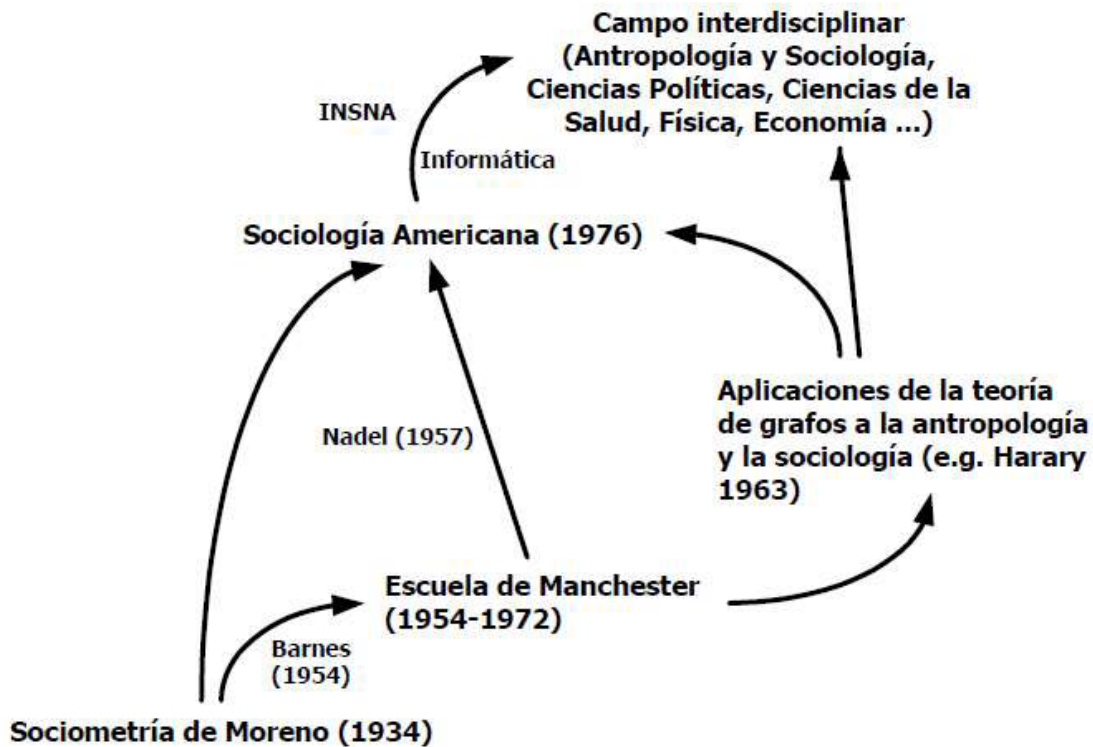 Campo interdisciplinar
(Antropología y Sociología,
Ciencias Políticas, Ciencias de la
Salud, Física, Economía ...)
INSNA
Informática
Sociología Americana (1976)
Aplicaciones de la teoría
de grafos a la antropología
y la sociología (e.g. Harary
1963)
Nadel (1957)
Escuela de Manchester
(1954-1972)
Barnes
(1954)
Sociometría de Moreno (1934)